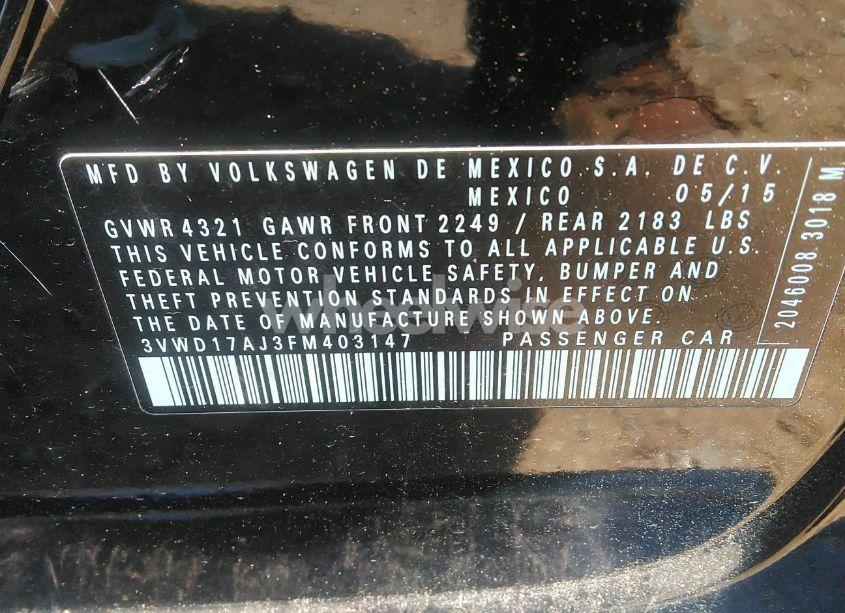 MFD BY VOLKSWAGEN DE MEXICO S.A. DE C.V.
MEXICO 05/15
GVWR 4321 GAWR FRONT 2249 / REAR 2183 LBS
THIS VEHICLE CONFORMS TO ALL APPLICABLE U.S.
FEDERAL MOTOR VEHICLE SAFETY, BUMPER AND
THEFT PREVENTION STANDARDS IN EFFECT ON
THE DATE OF MANUFACTURE SHOWN ABOVE.
3VWD17AJ3FM403147 PASSENGER CAR
2046008 3018 M
wheelwize